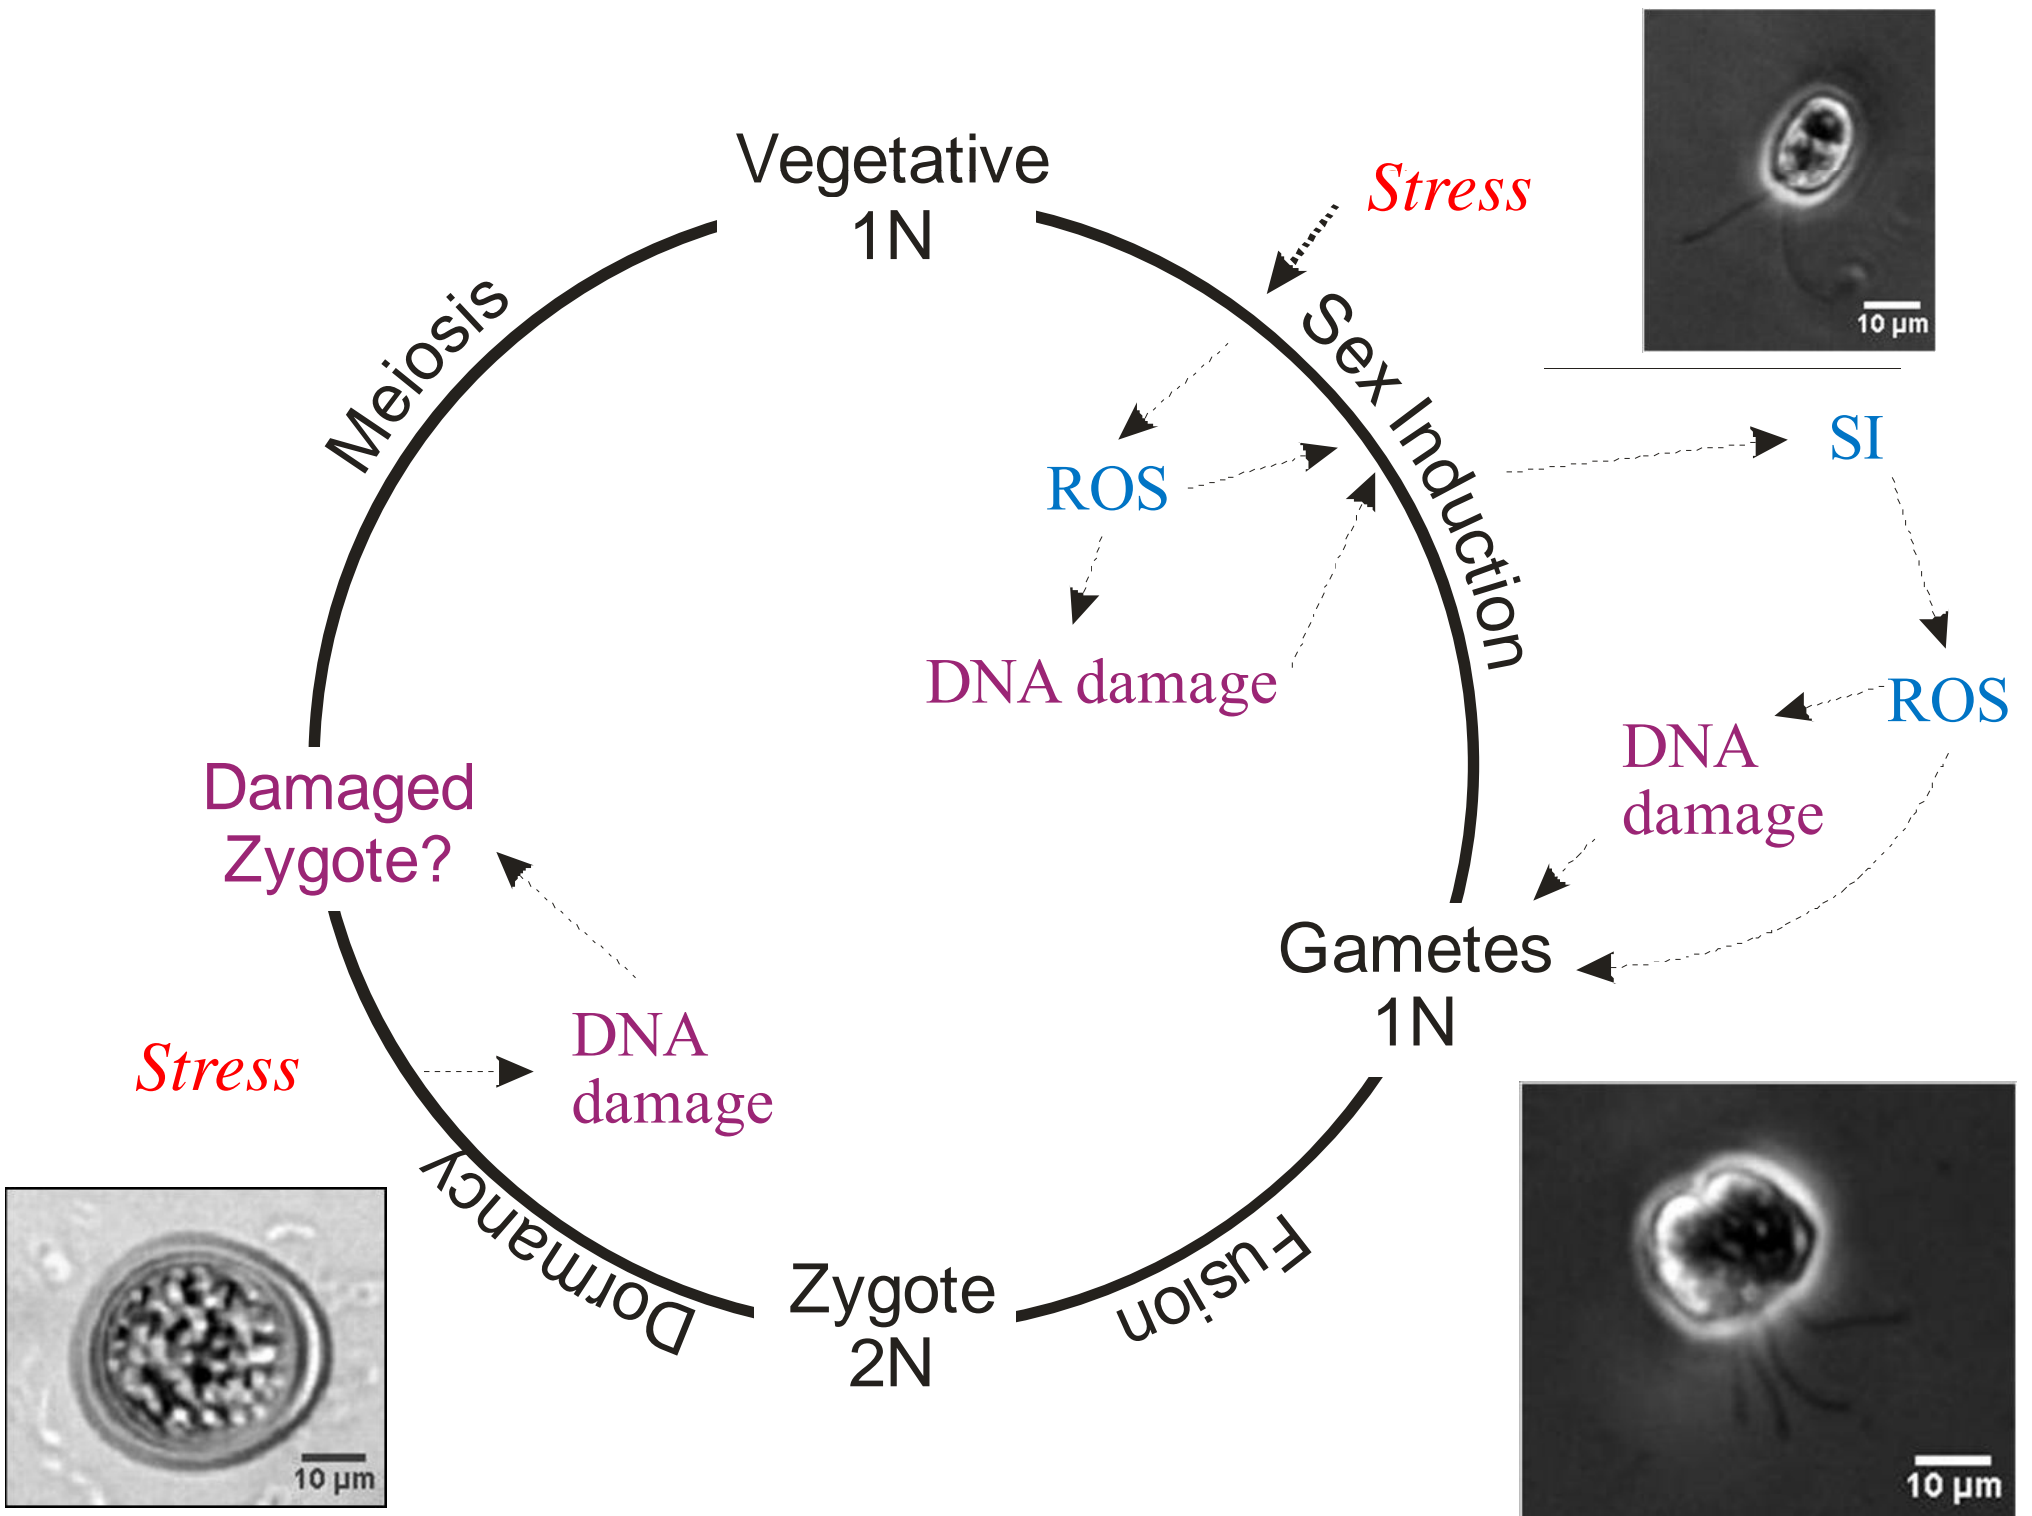 Vegetative
1N
Stress
10 µm
Meiosis
Sex Induction
SI
ROS
DNA damage
ROS
DNA
damage
Damaged
Zygote?
Gametes
1N
Stress
DNA
damage
Dormancy
Fusion
Zygote
2N
10 µm
10 µm